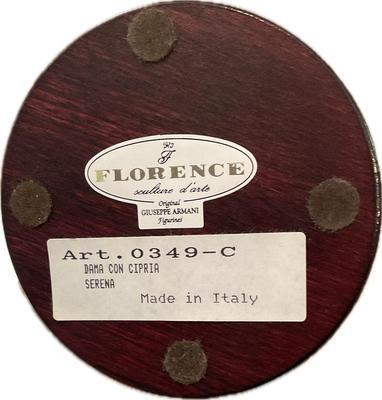 FLORENCE
sculture d'arte
Original
GIUSEPPE ARMANI
Figurines
Art.0349-C
DAMA CON CIPRIA
SERENA
Made in Italy